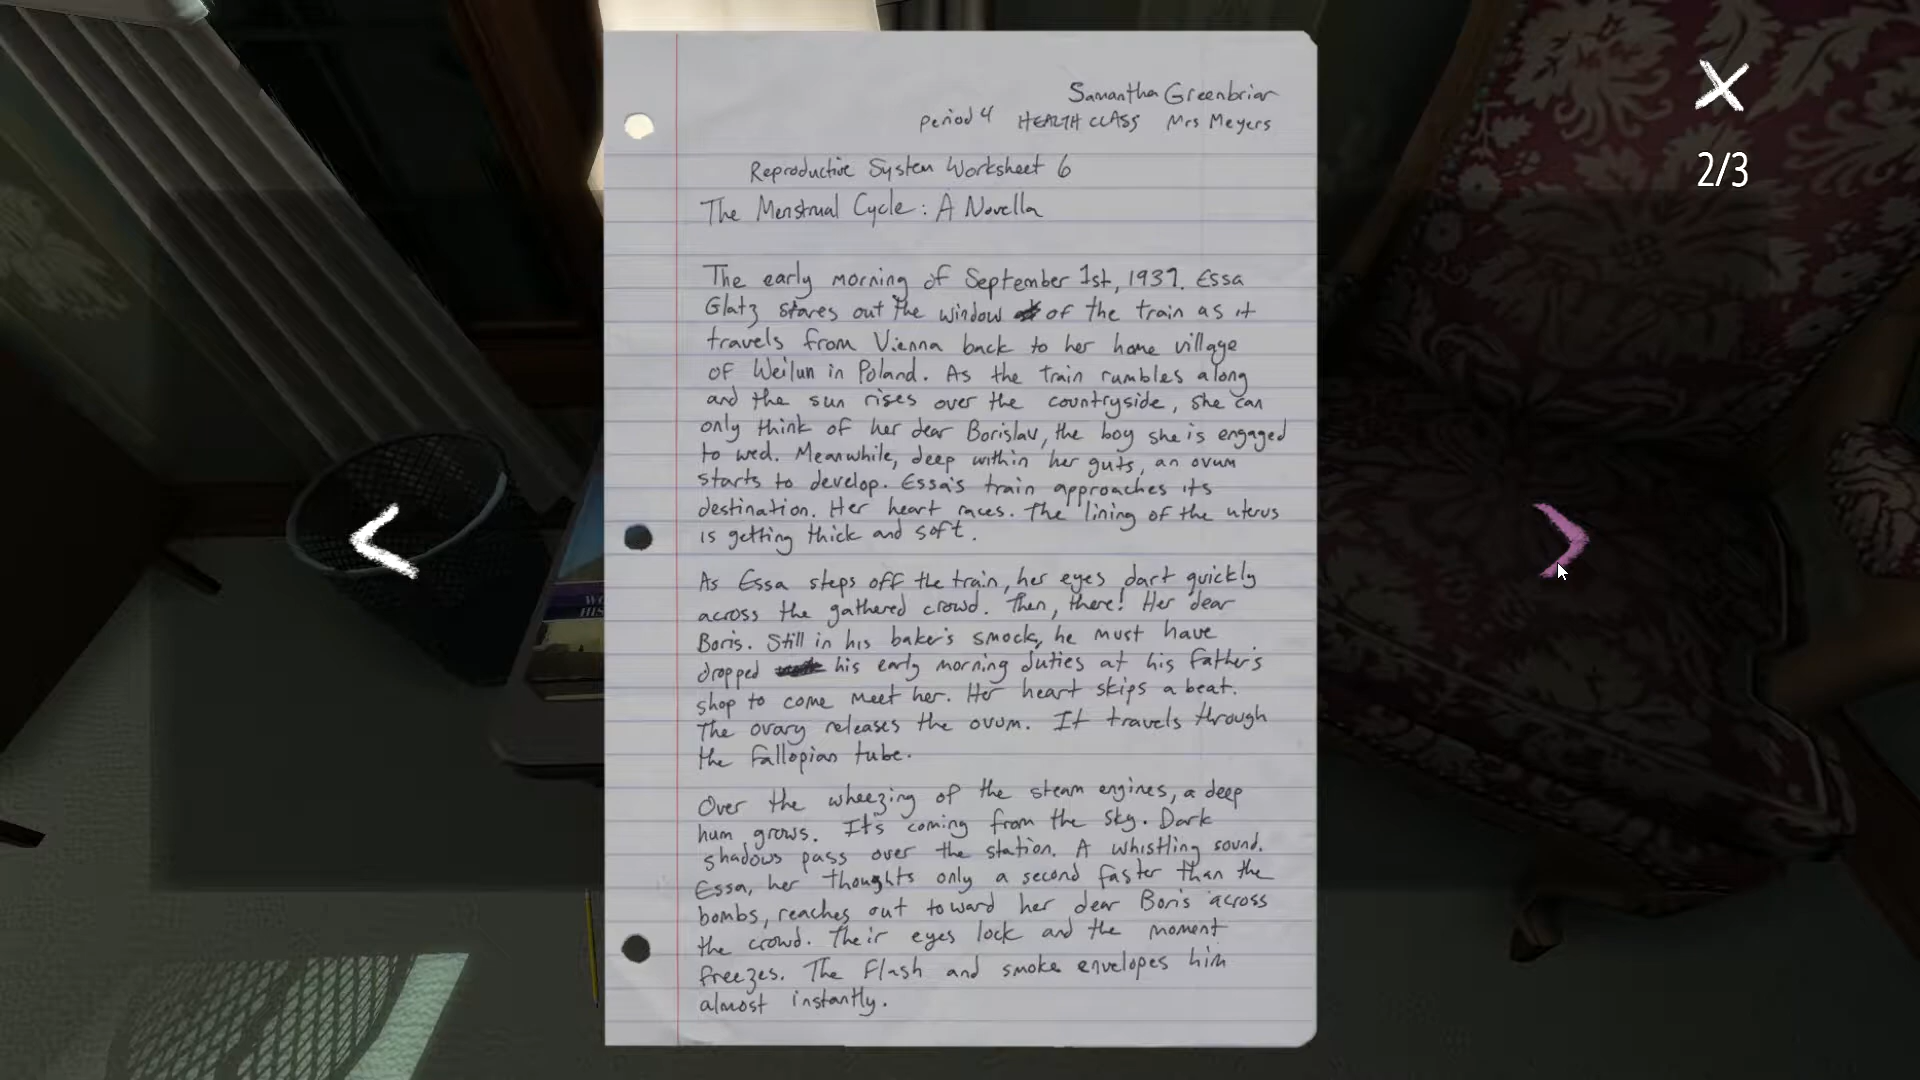 Samantha Greenbriar
period 4 HEALTH CLASS Mrs Meyers
2/3
Reproductive System Worksheet 6
The Menstrual Cycle: A Novella
The early morning of September 1st, 1939. Essa
Glatz stares out the window of the train as it
travels from Vienna back to her home village
of Weilun in Poland. As the train rumbles along
and the sun rises over the countryside, she can
only think of her dear Borislav, the boy she is engaged
to wed. Meanwhile, deep within her guts, an ovum
starts to develop. Essa's train approaches its
destination. Her heart races. The lining of the uterus
is getting thick and soft.
As Essa steps off the train, her eyes dart quickly
across the gathered crowd. Then, there! Her dear
Boris. Still in his baker's smock, he must have
dropped his early morning duties at his father's
shop to come meet her. Her heart skips a beat.
The ovary releases the ovum. It travels through
the fallopian tube.
Over the wheezing of the steam engines, a deep
hum grows. It's coming from the sky. Dark
shadows pass over the station. A whistling sound.
Essa, her thoughts only a second faster than the
bombs, reaches out toward her dear Boris across
the crowd. Their eyes lock and the moment
freezes. The flash and smoke envelopes him
almost instantly.